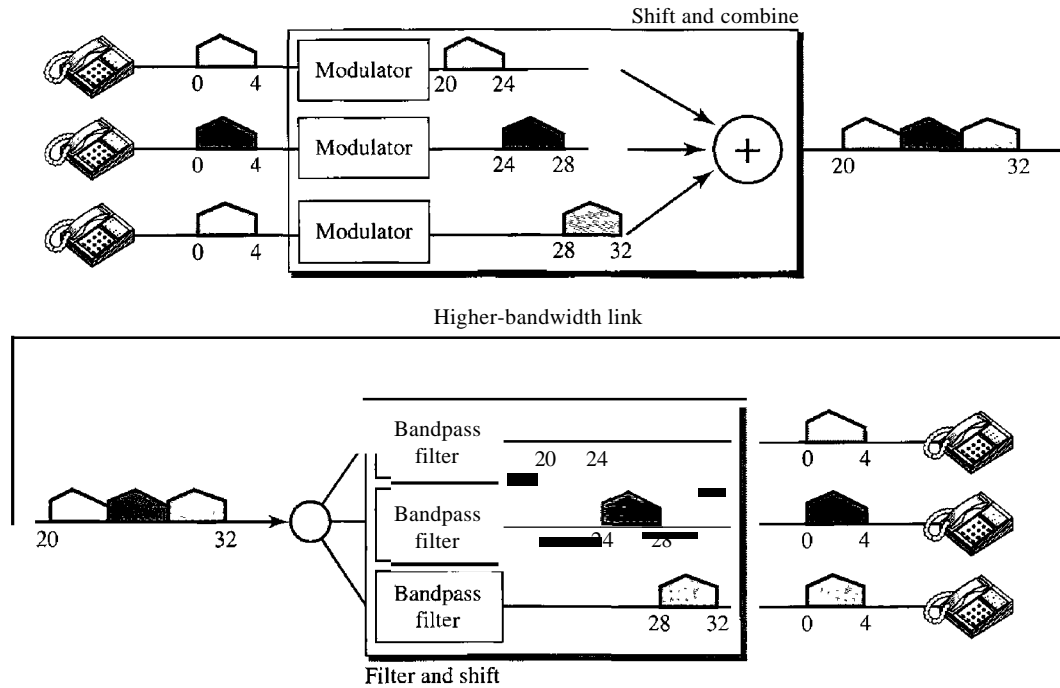 Shift and combine
0 4
Modulator
20 24
0 4
Modulator
24 28
20 32
0 4
Modulator
28 32
Higher-bandwidth link
Bandpass
filter
20 24
0 4
Bandpass
filter
24 28
20 32
0 4
Bandpass
filter
28 32
0 4
Filter and shift